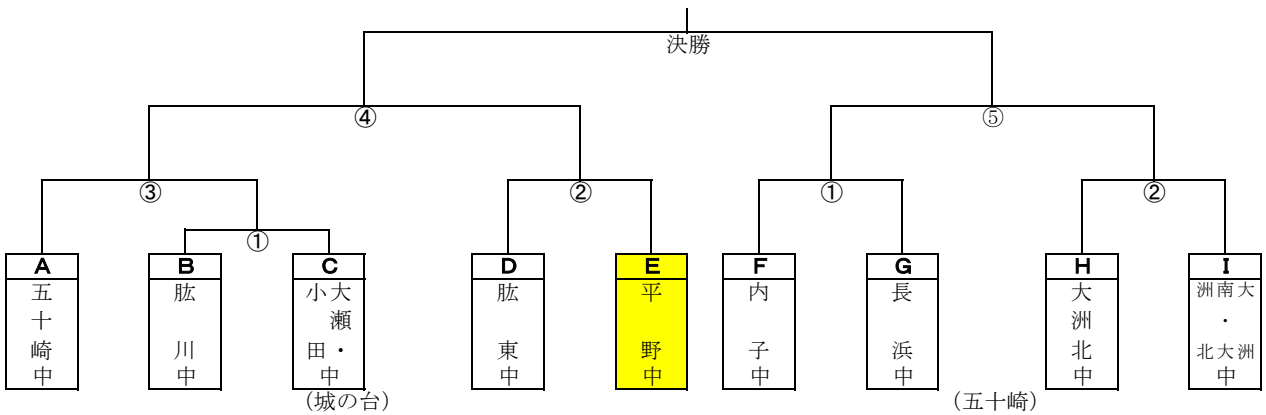 決勝
④
⑤
③
②
①
②
①
A
B
C
D
E
F
G
H
I
五十崎中
肱川中
大瀬・
小田
中
肱東中
平野中
内子中
長浜中
大洲北中
洲南大
・
北大洲
中
(城の台)
(五十崎)